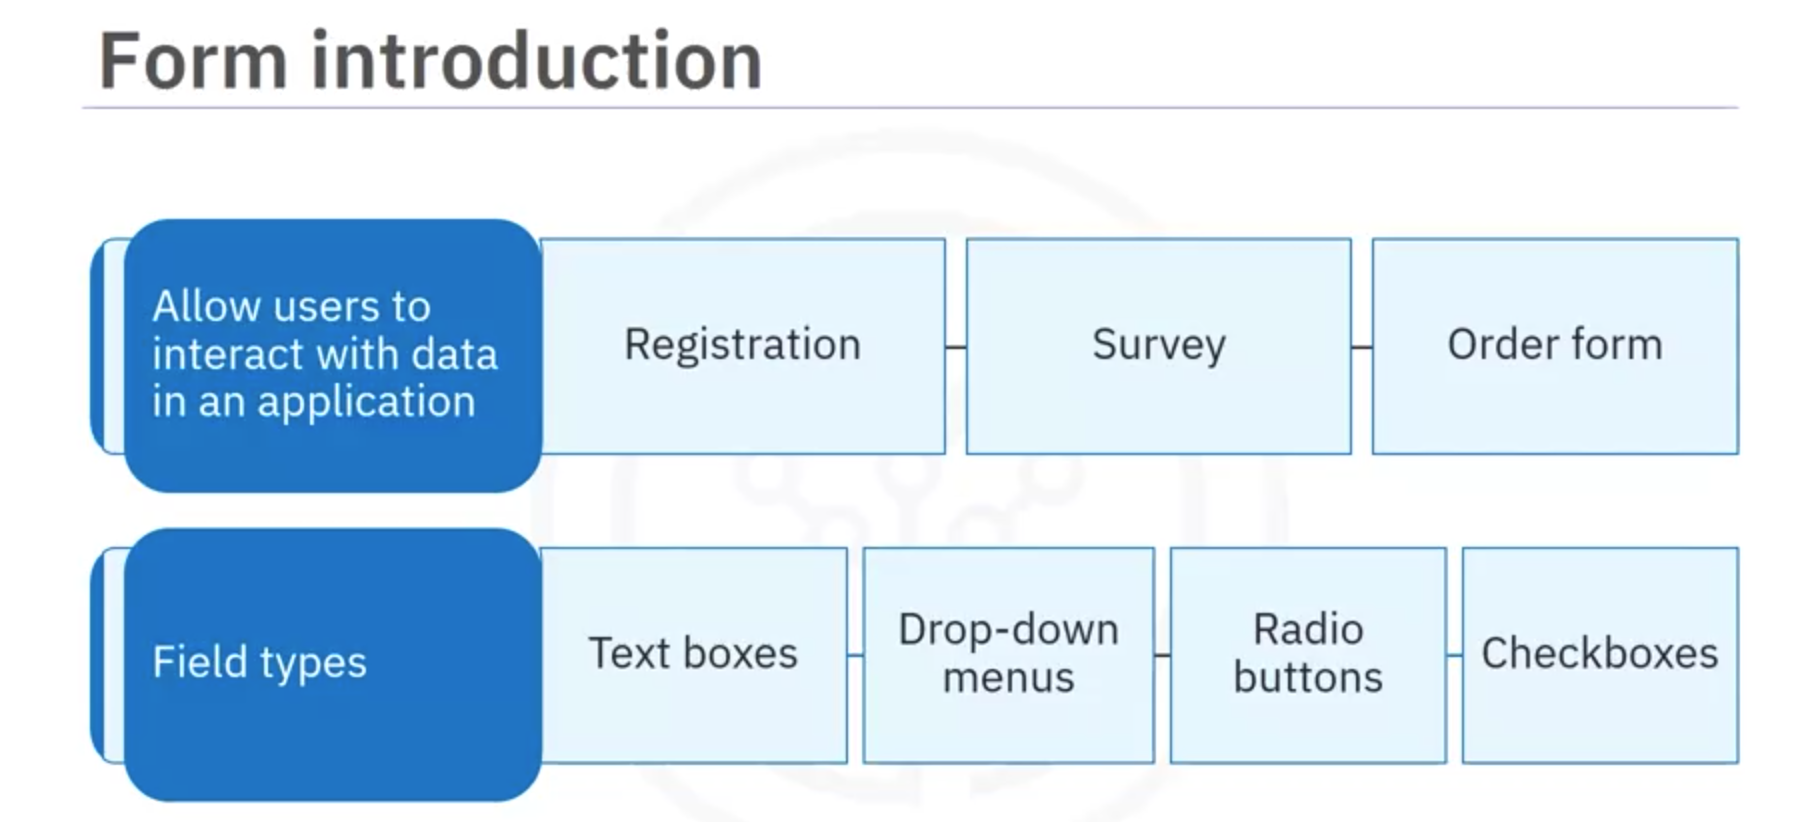 Form introduction
Allow users to
interact with data
in an application
Registration
Survey
Order form
Field types
Text boxes
Drop-down
menus
Radio
buttons
Checkboxes